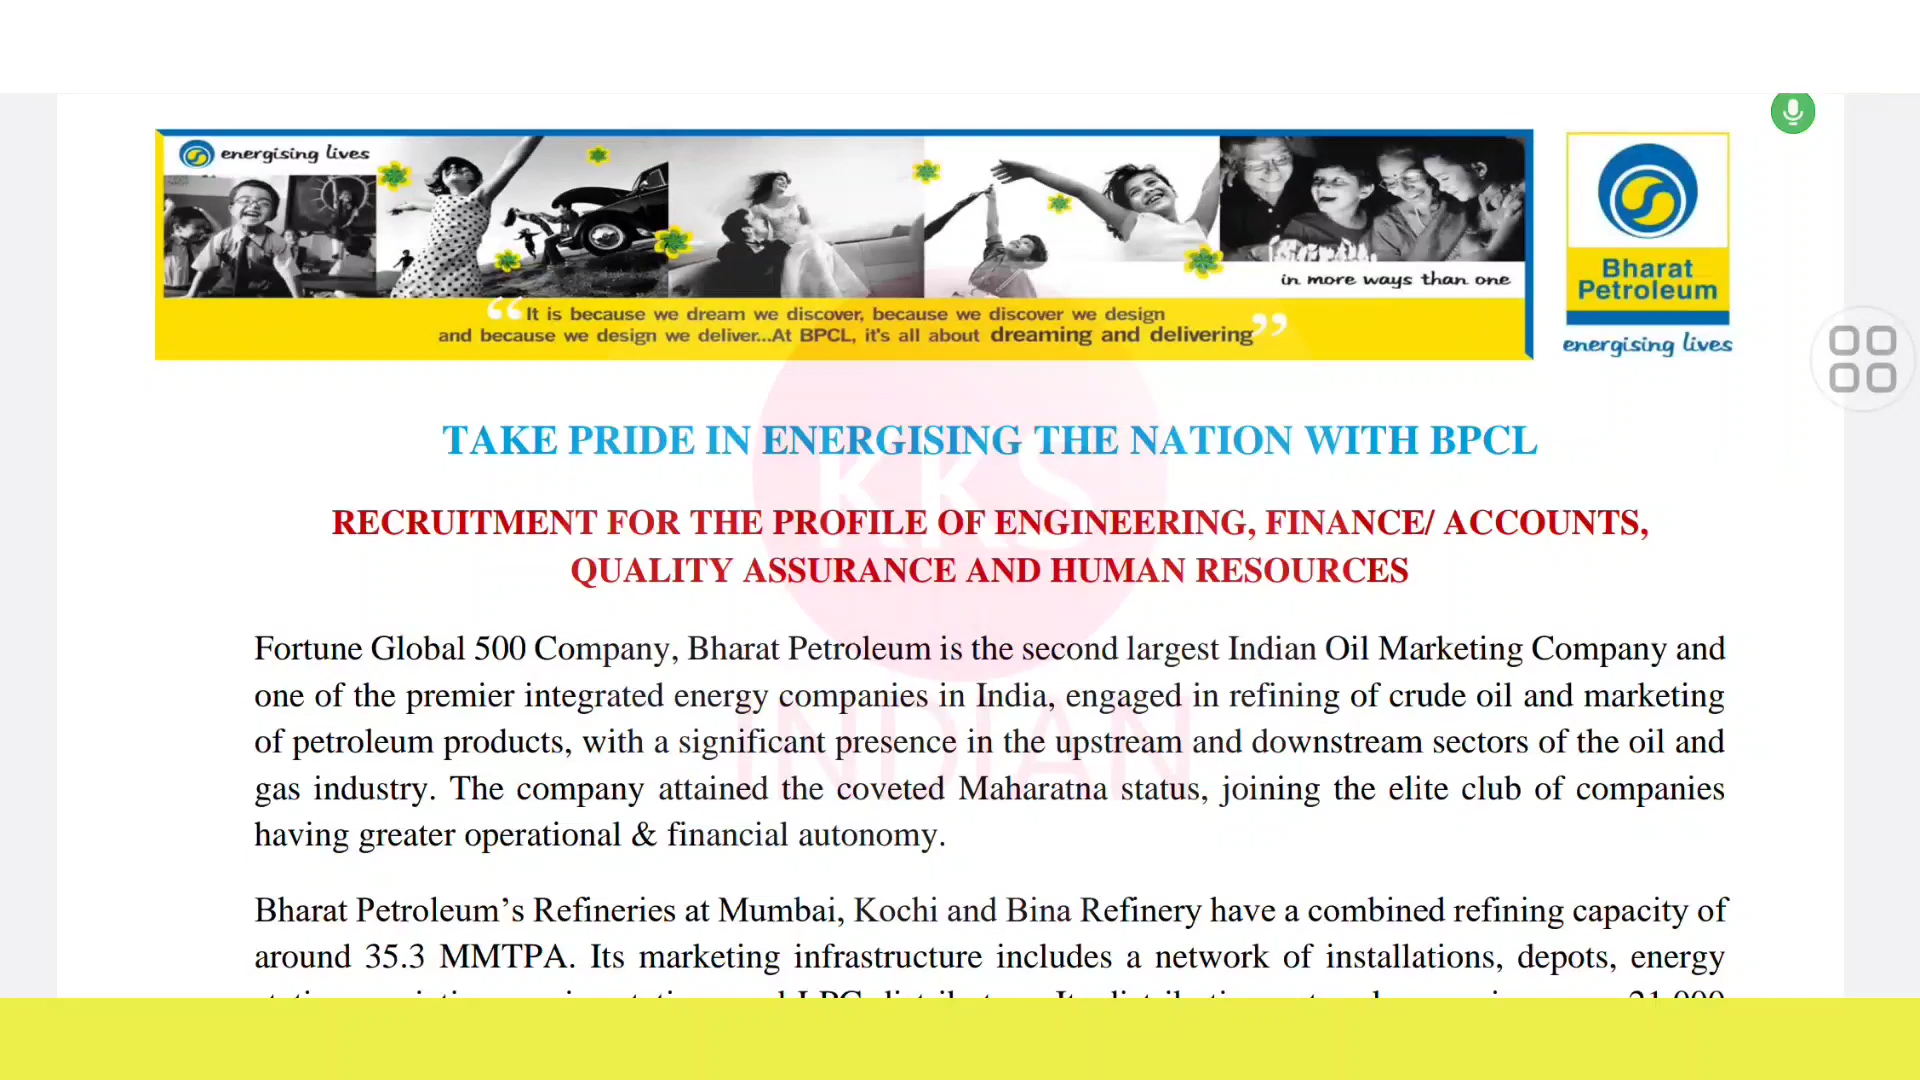 energising lives
in more ways than one
“It is because we dream we discover, because we discover we design
and because we design we deliver...At BPCL, it's all about dreaming and delivering”
Bharat
Petroleum
energising lives
TAKE PRIDE IN ENERGISING THE NATION WITH BPCL
RECRUITMENT FOR THE PROFILE OF ENGINEERING, FINANCE/ ACCOUNTS,
QUALITY ASSURANCE AND HUMAN RESOURCES
KKS
INDIAN
Fortune Global 500 Company, Bharat Petroleum is the second largest Indian Oil Marketing Company and
one of the premier integrated energy companies in India, engaged in refining of crude oil and marketing
of petroleum products, with a significant presence in the upstream and downstream sectors of the oil and
gas industry. The company attained the coveted Maharatna status, joining the elite club of companies
having greater operational & financial autonomy.
Bharat Petroleum’s Refineries at Mumbai, Kochi and Bina Refinery have a combined refining capacity of
around 35.3 MMTPA. Its marketing infrastructure includes a network of installations, depots, energy